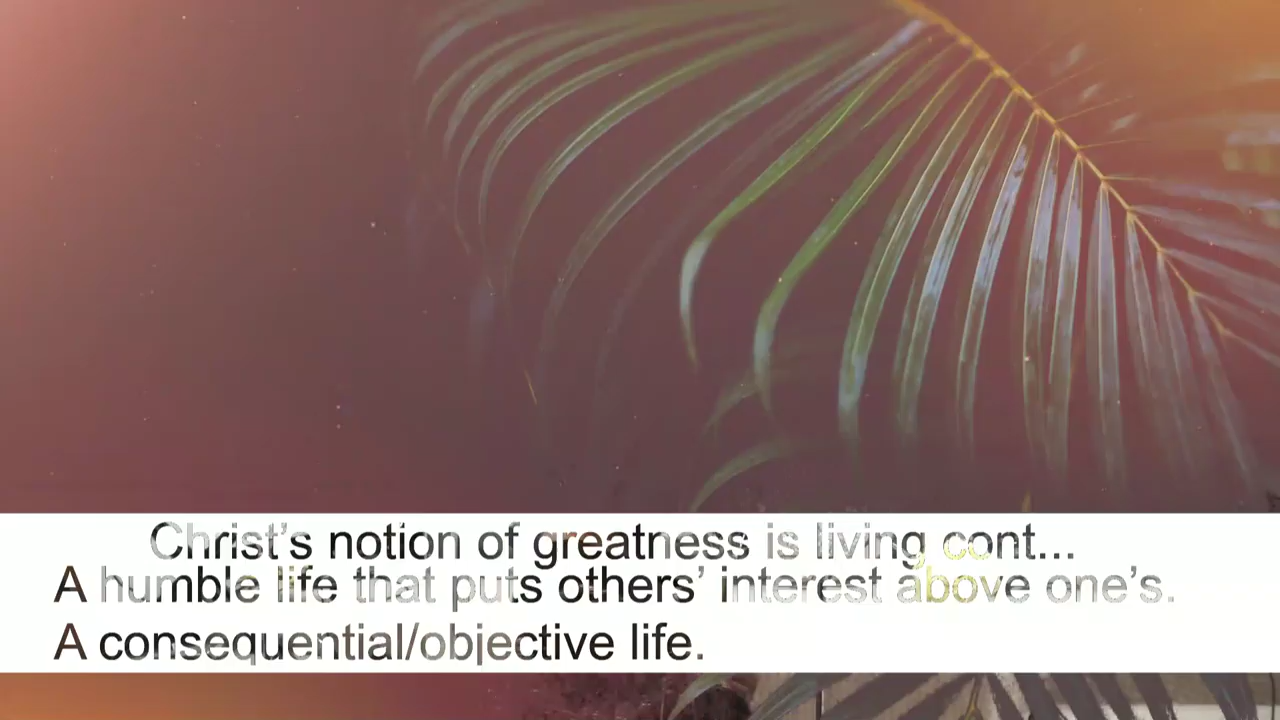 Christ’s notion of greatness is living cont...
A humble life that puts others’ interest above one’s.
A consequential/objective life.